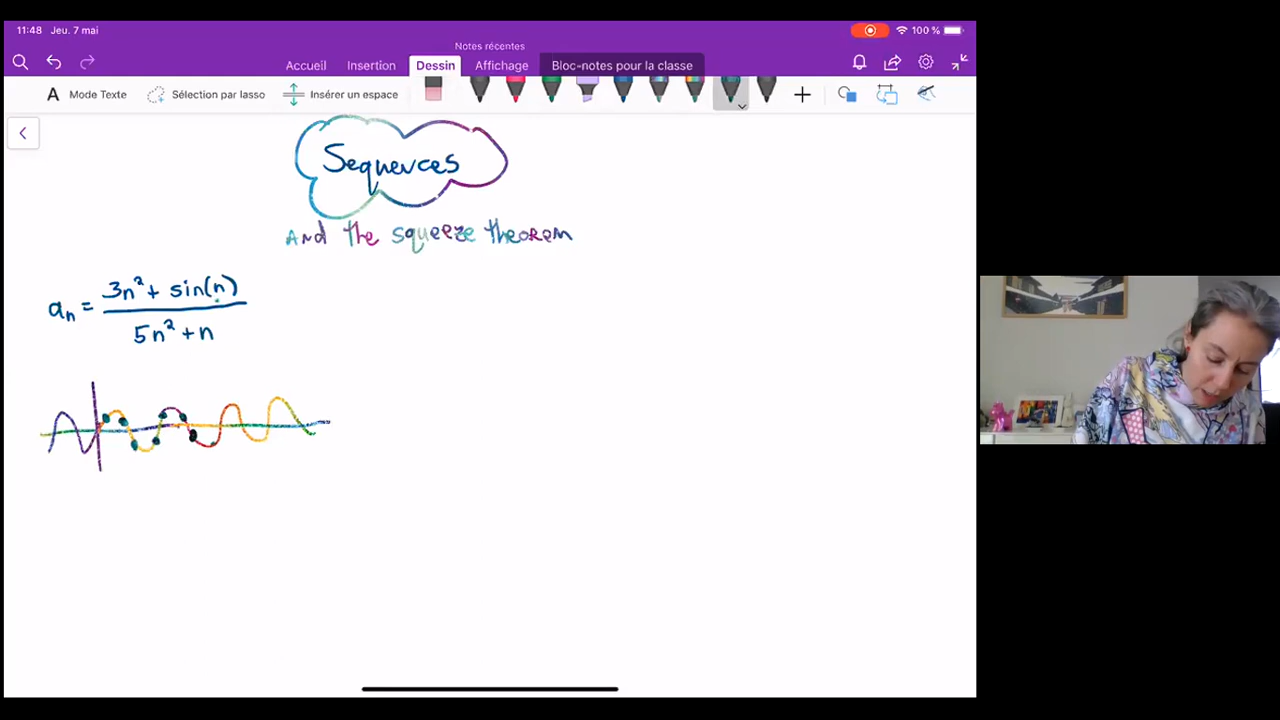 11:48 Jeu. 7 mai
100 %
Notes récentes
Accueil Insertion Dessin Affichage Bloc-notes pour la classe
A Mode Texte Sélection par lasso Insérer un espace
Sequences
And the squeeze theorem
aₙ = (3n² + sin(n)) / (5n² + n)